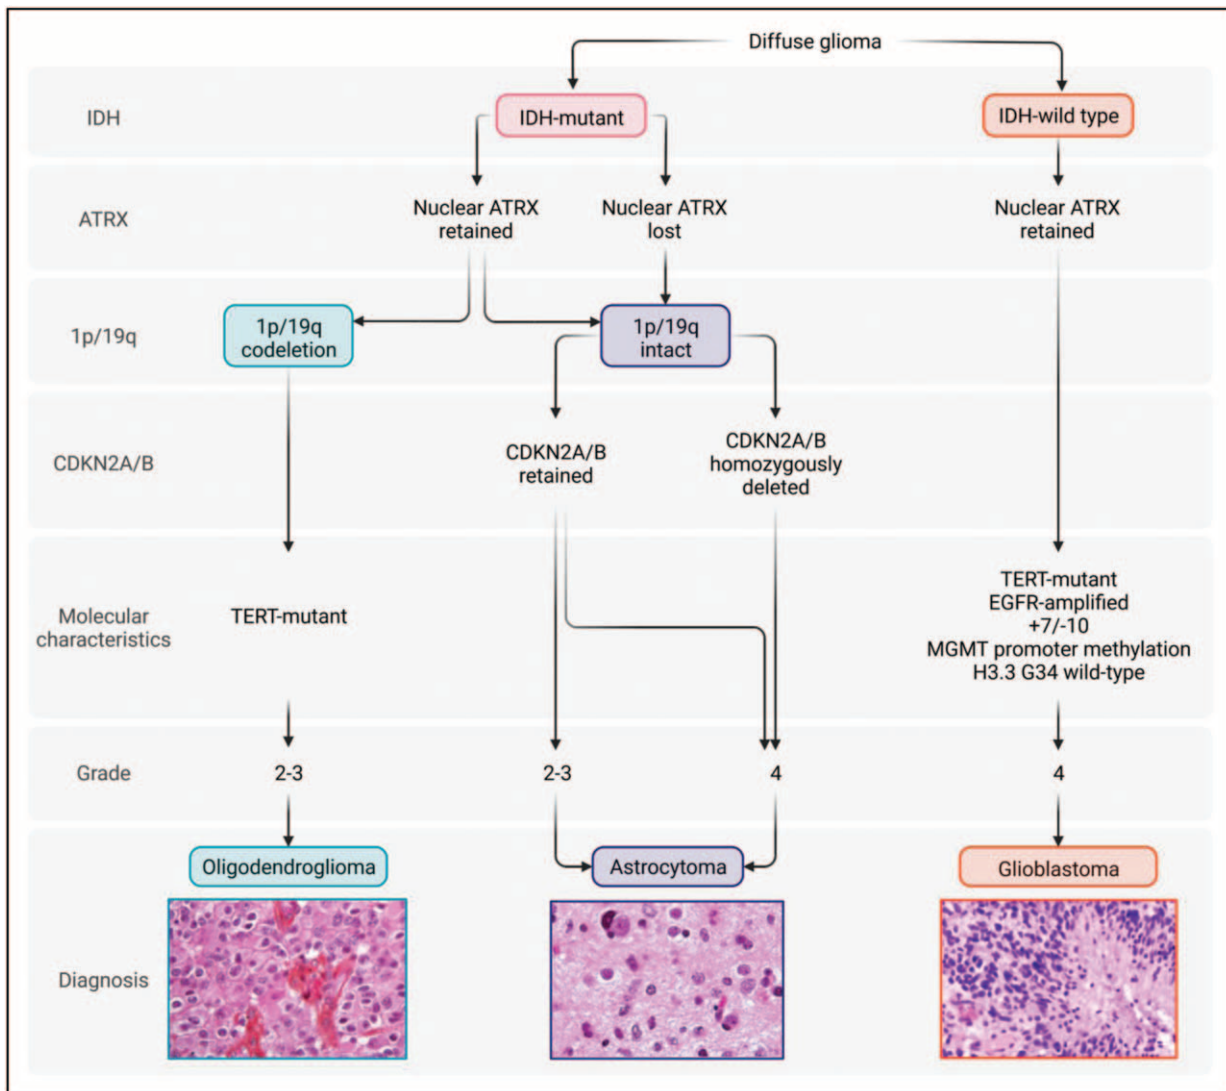 Diffuse glioma
IDH
IDH-mutant
IDH-wild type
ATRX
Nuclear ATRX
retained
Nuclear ATRX
lost
Nuclear ATRX
retained
1p/19q
1p/19q
codeletion
1p/19q
intact
CDKN2A/B
CDKN2A/B
retained
CDKN2A/B
homozygously
deleted
Molecular
characteristics
TERT-mutant
TERT-mutant
EGFR-amplified
+7/-10
MGMT promoter methylation
H3.3 G34 wild-type
Grade
2-3
2-3
4
4
Diagnosis
Oligodendroglioma
Astrocytoma
Glioblastoma